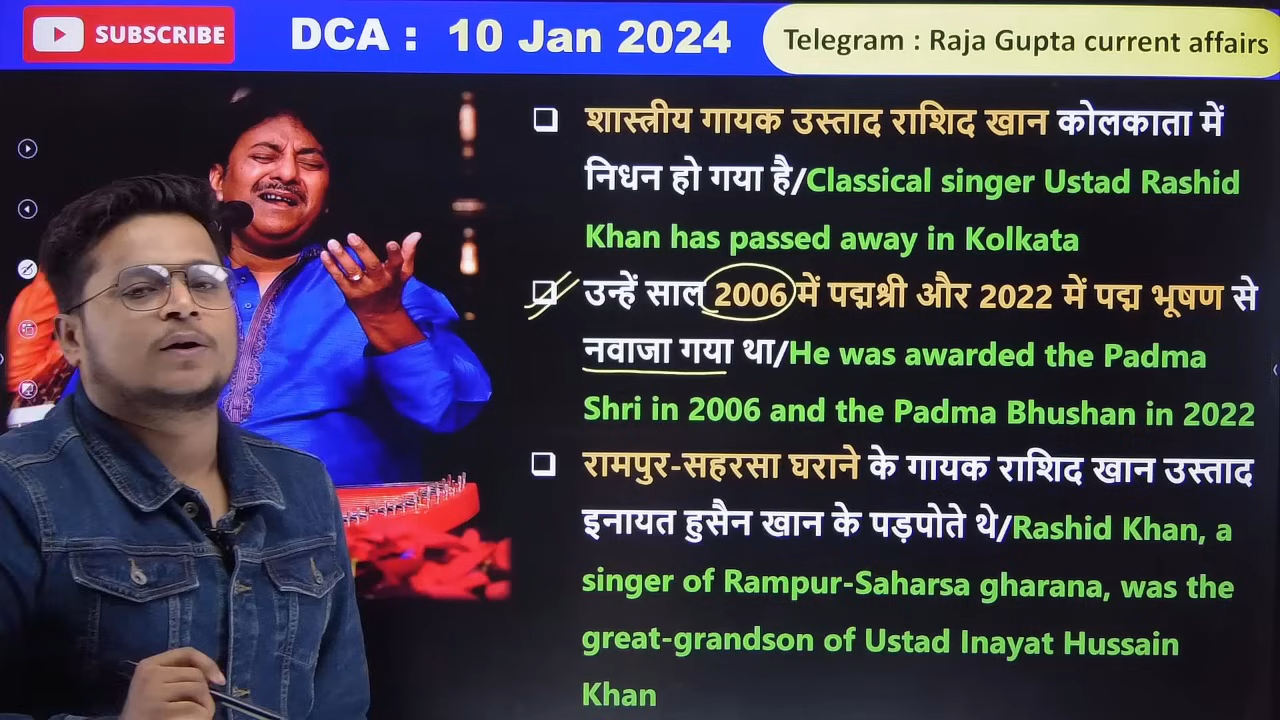 SUBSCRIBE
DCA : 10 Jan 2024
Telegram : Raja Gupta current affairs
शास्त्रीय गायक उस्ताद राशिद खान कोलकाता में
निधन हो गया है/Classical singer Ustad Rashid
Khan has passed away in Kolkata
उन्हें साल 2006 में पद्मश्री और 2022 में पद्म भूषण से
नवाजा गया था/He was awarded the Padma
Shri in 2006 and the Padma Bhushan in 2022
रामपुर-सहरसा घराने के गायक राशिद खान उस्ताद
इनायत हुसैन खान के पड़पोते थे/Rashid Khan, a
singer of Rampur-Saharsa gharana, was the
great-grandson of Ustad Inayat Hussain
Khan